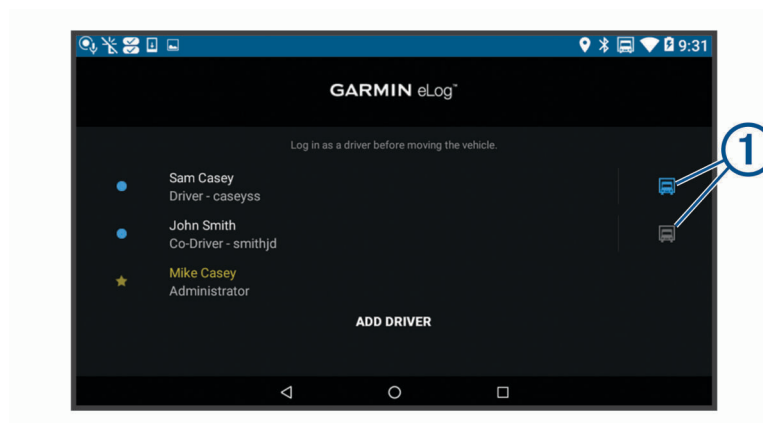 9:31
GARMIN eLog™
Log in as a driver before moving the vehicle.
1
Sam Casey
Driver - caseyss
John Smith
Co-Driver - smithjd
Mike Casey
Administrator
ADD DRIVER